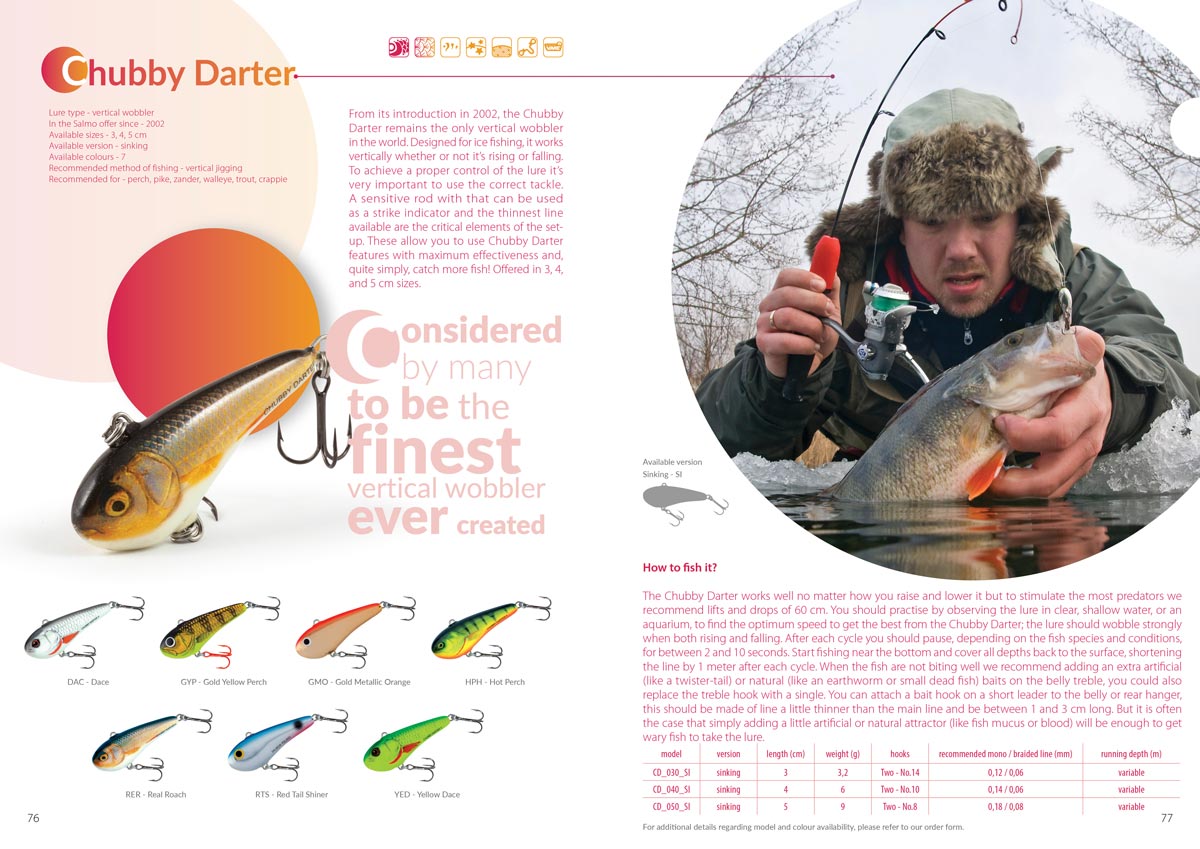 Chubby Darter
Lure type - vertical wobbler
In the Salmo offer since - 2002
Available sizes - 3, 4, 5 cm
Available version - sinking
Available colours - 7
Recommended method of fishing - vertical jigging
Recommended for - perch, pike, zander, walleye, trout, crappie
From its introduction in 2002, the Chubby
Darter remains the only vertical wobbler
in the world. Designed for ice fishing, it works
vertically whether or not it's rising or falling.
To achieve a proper control of the lure it's
very important to use the correct tackle.
A sensitive rod with that can be used
as a strike indicator and the thinnest line
available are the critical elements of the set-
up. These allow you to use Chubby Darter
features with maximum effectiveness and,
quite simply, catch more fish! Offered in 3, 4,
and 5 cm sizes.
Considered
by many
to be the
finest
vertical wobbler
ever created
CHUBBY DARTER
DAC - Dace
GYP - Gold Yellow Perch
GMO - Gold Metallic Orange
HPH - Hot Perch
RER - Real Roach
RTS - Red Tail Shiner
YED - Yellow Dace
76
Available version
Sinking - SI
How to fish it?
The Chubby Darter works well no matter how you raise and lower it but to stimulate the most predators we
recommend lifts and drops of 60 cm. You should practise by observing the lure in clear, shallow water, or an
aquarium, to find the optimum speed to get the best from the Chubby Darter; the lure should wobble strongly
when both rising and falling. After each cycle you should pause, depending on the fish species and conditions,
for between 2 and 10 seconds. Start fishing near the bottom and cover all depths back to the surface, shortening
the line by 1 meter after each cycle. When the fish are not biting well we recommend adding an extra artificial
(like a twister-tail) or natural (like an earthworm or small dead fish) baits on the belly treble, you could also
replace the treble hook with a single. You can attach a bait hook on a short leader to the belly or rear hanger,
this should be made of line a little thinner than the main line and be between 1 and 3 cm long. But it is often
the case that simply adding a little artificial or natural attractor (like fish mucus or blood) will be enough to get
wary fish to take the lure.
model version length (cm) weight (g) hooks recommended mono / braided line (mm) running depth (m)
CD_030_SI sinking 3 3,2 Two - No.14 0,12 / 0,06 variable
CD_040_SI sinking 4 6 Two - No.10 0,14 / 0,06 variable
CD_050_SI sinking 5 9 Two - No.8 0,18 / 0,08 variable
For additional details regarding model and colour availability, please refer to our order form.
77